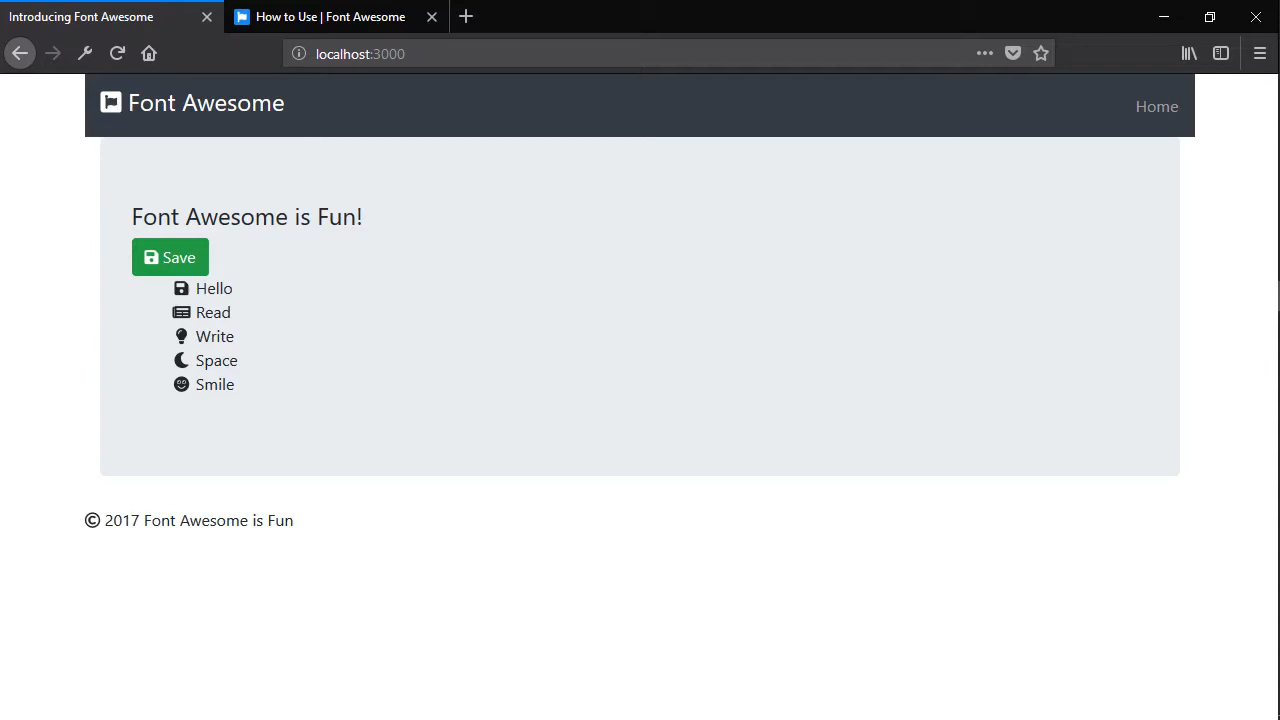 Introducing Font Awesome
How to Use | Font Awesome
localhost:3000
Font Awesome
Home
Font Awesome is Fun!
Save
Hello
Read
Write
Space
Smile
© 2017 Font Awesome is Fun